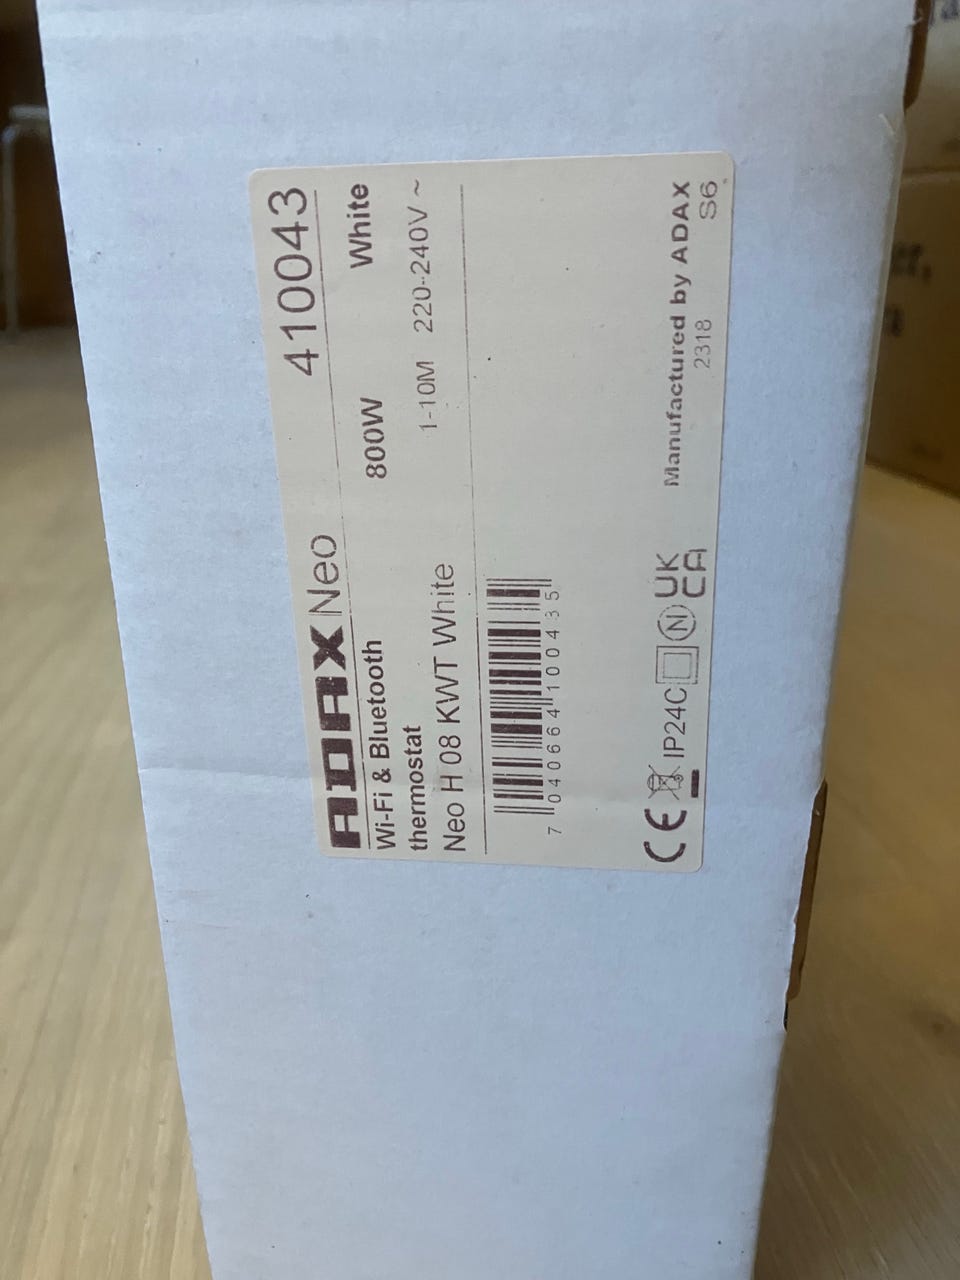 ADAX Neo 410043
Wi-Fi & Bluetooth 800W White
thermostat 1-10M 220-240V ~
Neo H 08 KWT White
7 040664 100435
CE IP24C N UK CA Manufactured by ADAX
2318 S6